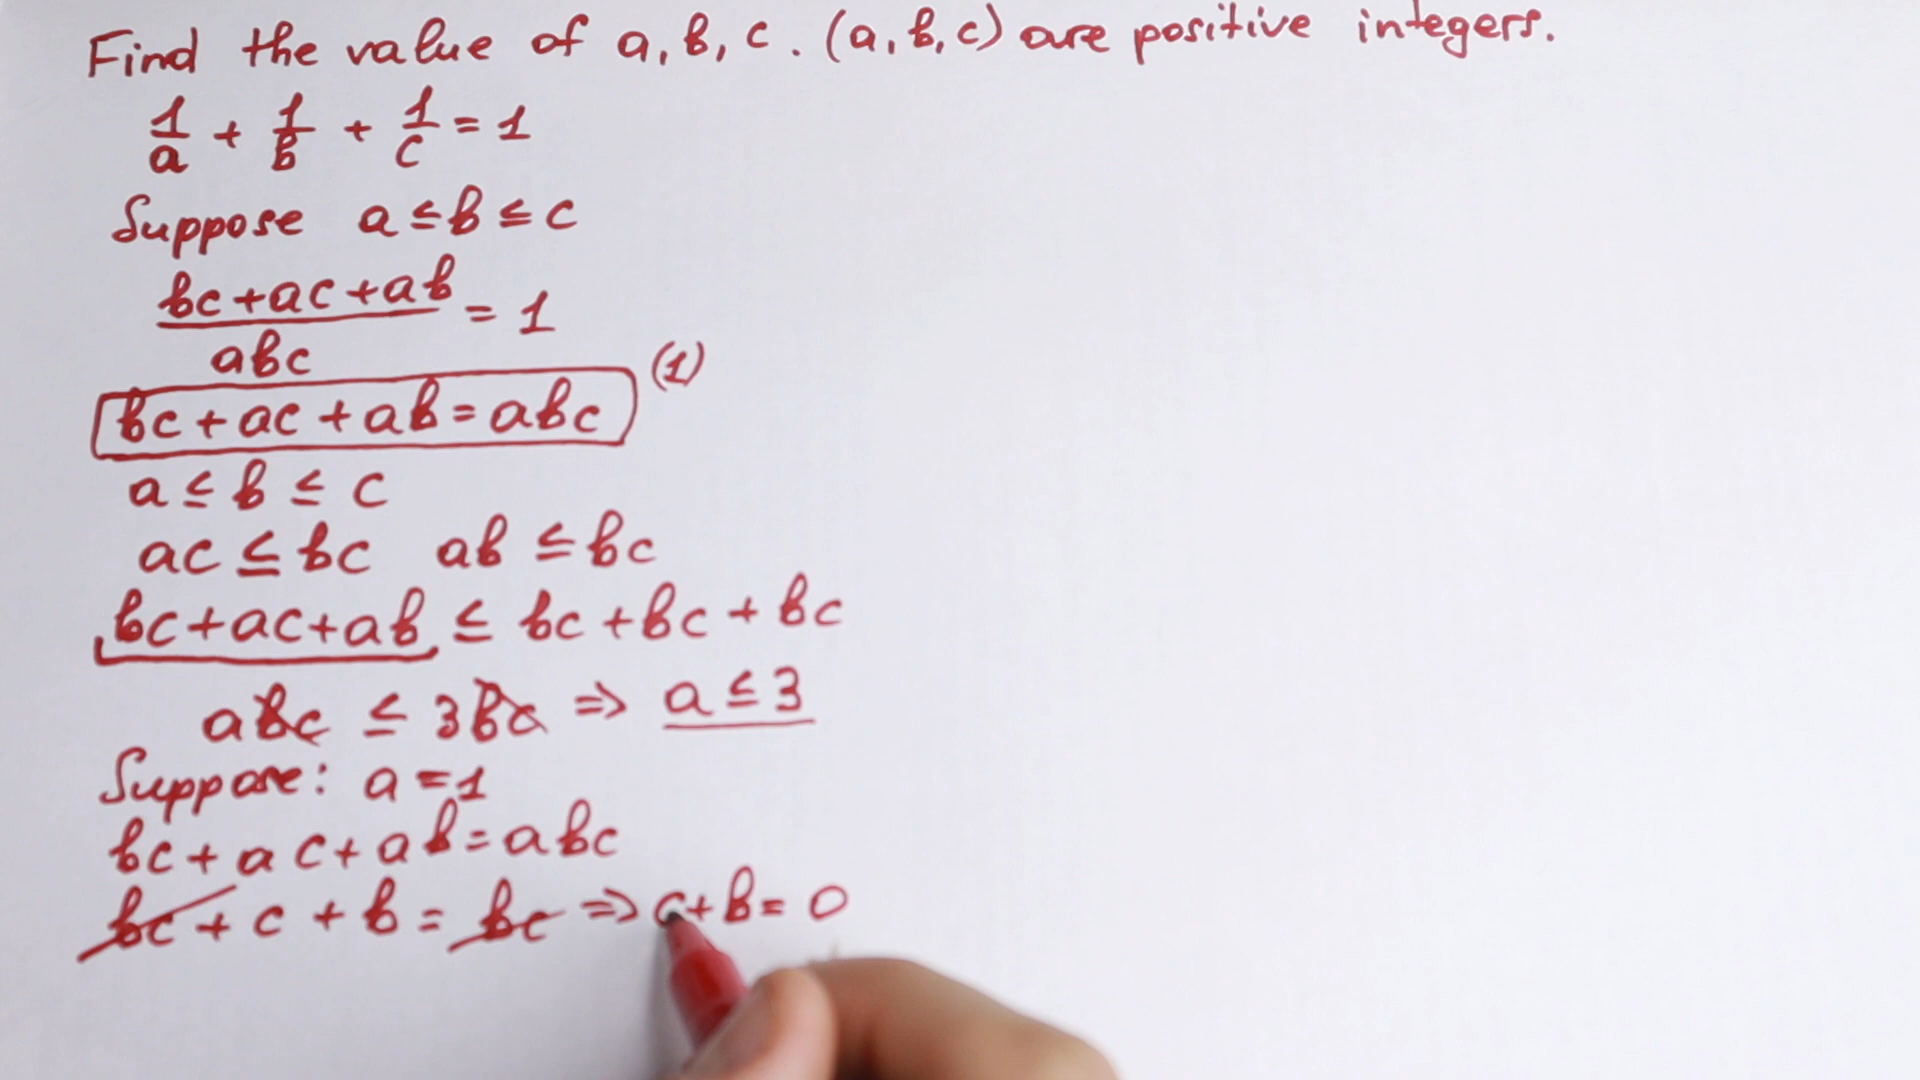 Find the value of a, b, c. (a, b, c) are positive integers.
1/a + 1/b + 1/c = 1
Suppose a ≤ b ≤ c
(bc + ac + ab)/abc = 1
bc + ac + ab = abc (1)
a ≤ b ≤ c
ac ≤ bc ab ≤ bc
bc + ac + ab ≤ bc + bc + bc
abc ≤ 3bc ⇒ a ≤ 3
Suppose: a = 1
bc + ac + ab = abc
bc + c + b = bc ⇒ c + b = 0